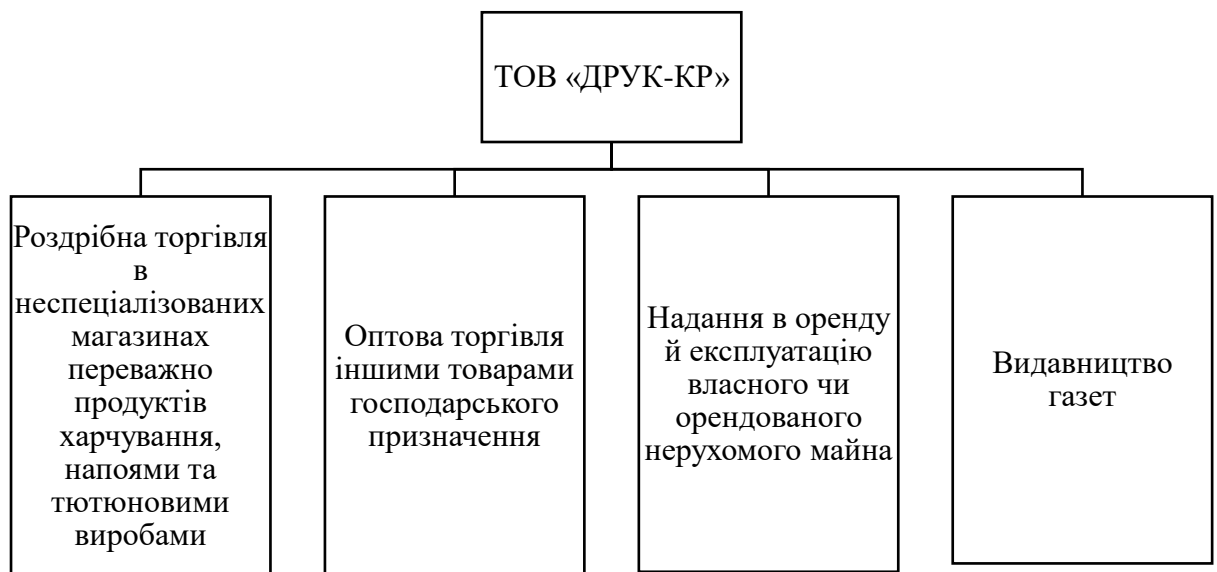 ТОВ «ДРУК-КР»
Роздрібна торгівля
в
неспеціалізованих
магазинах
переважно
продуктів
харчування,
напоями та
тютюновими
виробами
Оптова торгівля
іншими товарами
господарського
призначення
Надання в оренду
й експлуатацію
власного чи
орендованого
нерухомого майна
Видавництво
газет